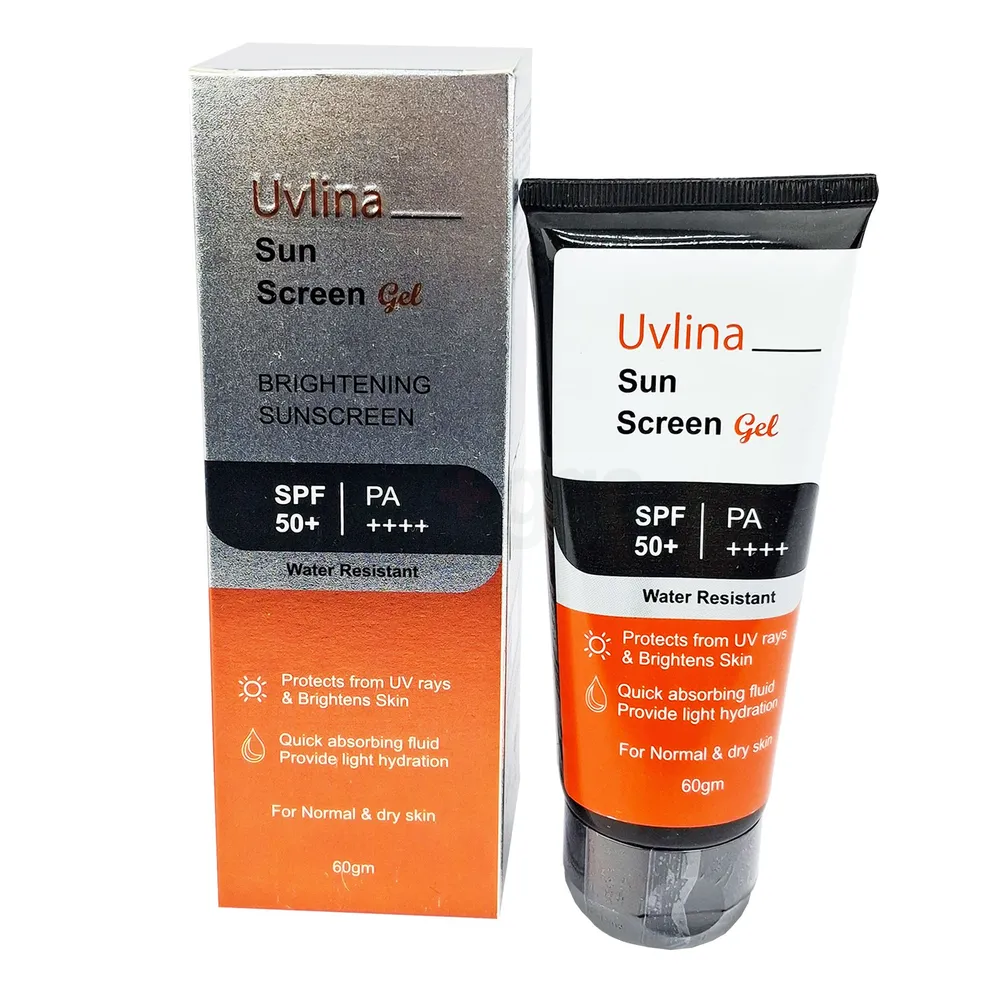 Uvlina
Sun
Screen Gel
BRIGHTENING
SUNSCREEN
SPF
50+
PA
++++
Water Resistant
Protects from UV rays
& Brightens Skin
Quick absorbing fluid
Provide light hydration
For Normal & dry skin
60gm
Uvlina
Sun
Screen Gel
SPF
50+
PA
++++
Water Resistant
Protects from UV rays
& Brightens Skin
Quick absorbing fluid
Provide light hydration
For Normal & dry skin
60gm